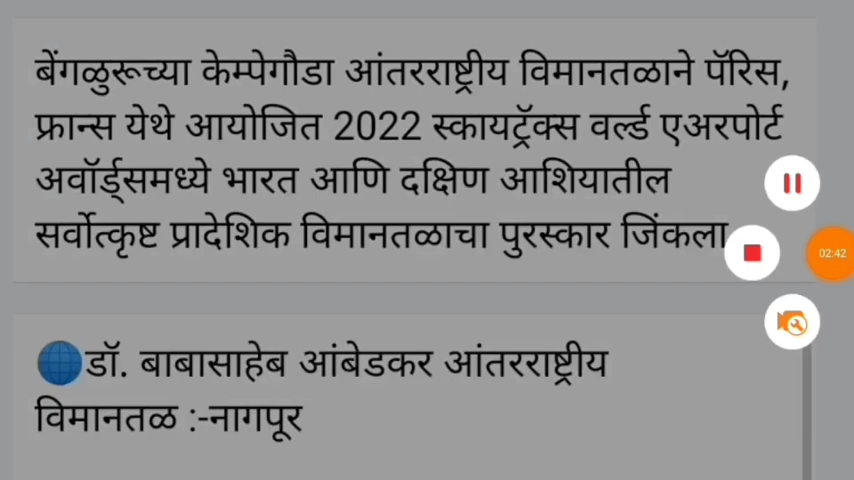 बेंगळुरूच्या केम्पेगौडा आंतरराष्ट्रीय विमानतळाने पॅरिस,
फ्रान्स येथे आयोजित 2022 स्कायट्रॅक्स वर्ल्ड एअरपोर्ट
अवॉर्ड्समध्ये भारत आणि दक्षिण आशियातील
सर्वोत्कृष्ट प्रादेशिक विमानतळाचा पुरस्कार जिंकला
02:42
डॉ. बाबासाहेब आंबेडकर आंतरराष्ट्रीय
विमानतळ :-नागपूर